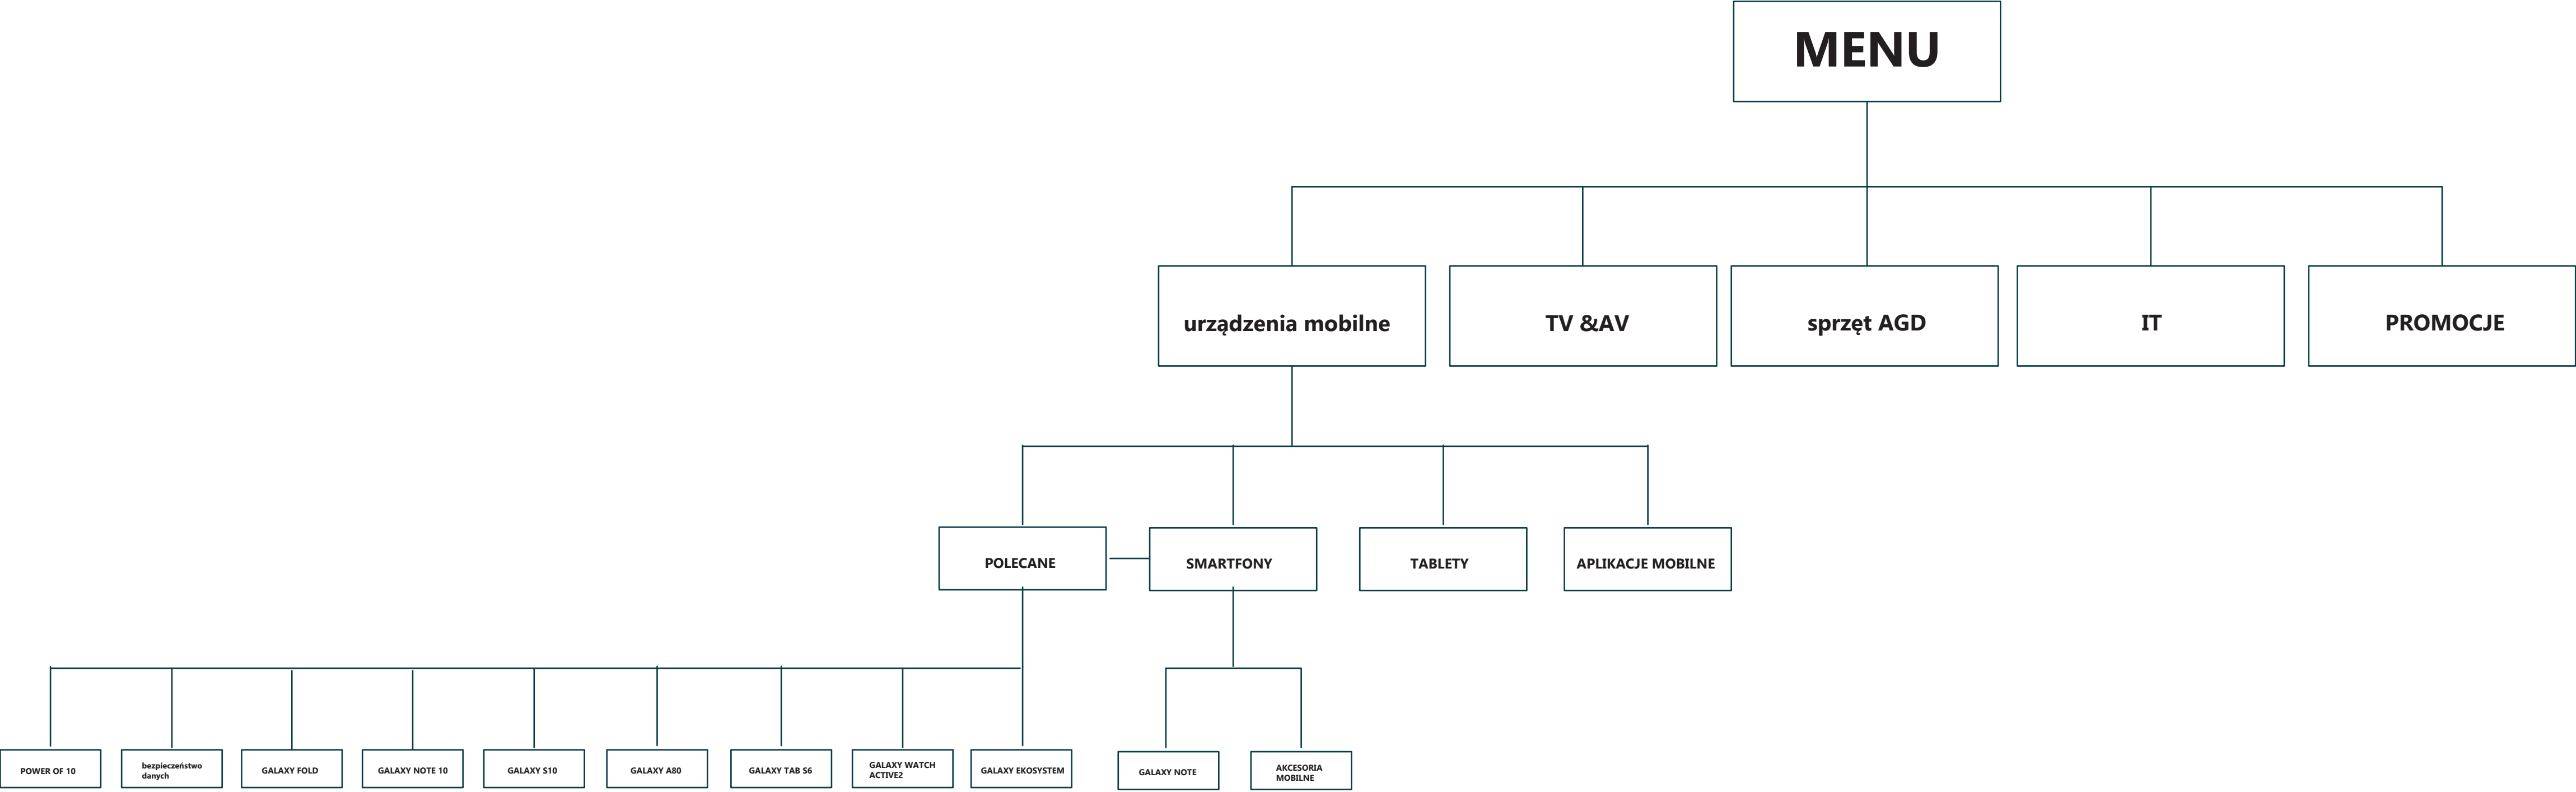 MENU
urządzenia mobilne
TV &AV
sprzęt AGD
IT
PROMOCJE
POLECANE
SMARTFONY
TABLETY
APLIKACJE MOBILNE
POWER OF 10
bezpieczeństwo
danych
GALAXY FOLD
GALAXY NOTE 10
GALAXY S10
GALAXY A80
GALAXY TAB S6
GALAXY WATCH
ACTIVE2
GALAXY EKOSYSTEM
GALAXY NOTE
AKCESORIA
MOBILNE